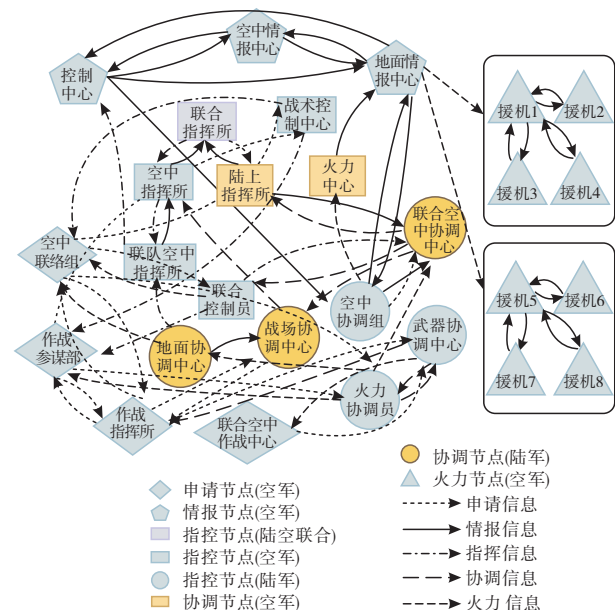 空中情
报中心
控制
中心
地面情
报中心
联合
指挥所
战术控
制中心
空中
指挥所
陆上
指挥所
火力
中心
联合空
中协调
中心
空中
联络组
联队空中
指挥所
联合
控制员
空中
协调组
武器协
调中心
作战
参谋部
地面协
调中心
战场协
调中心
火力
协调员
作战
指挥所
联合空中
作战中心
援机1
援机2
援机3
援机4
援机5
援机6
援机7
援机8
申请节点(空军)
情报节点(空军)
指控节点(陆空联合)
指控节点(空军)
指控节点(陆军)
协调节点(空军)
协调节点(陆军)
火力节点(空军)
申请信息
情报信息
指挥信息
协调信息
火力信息